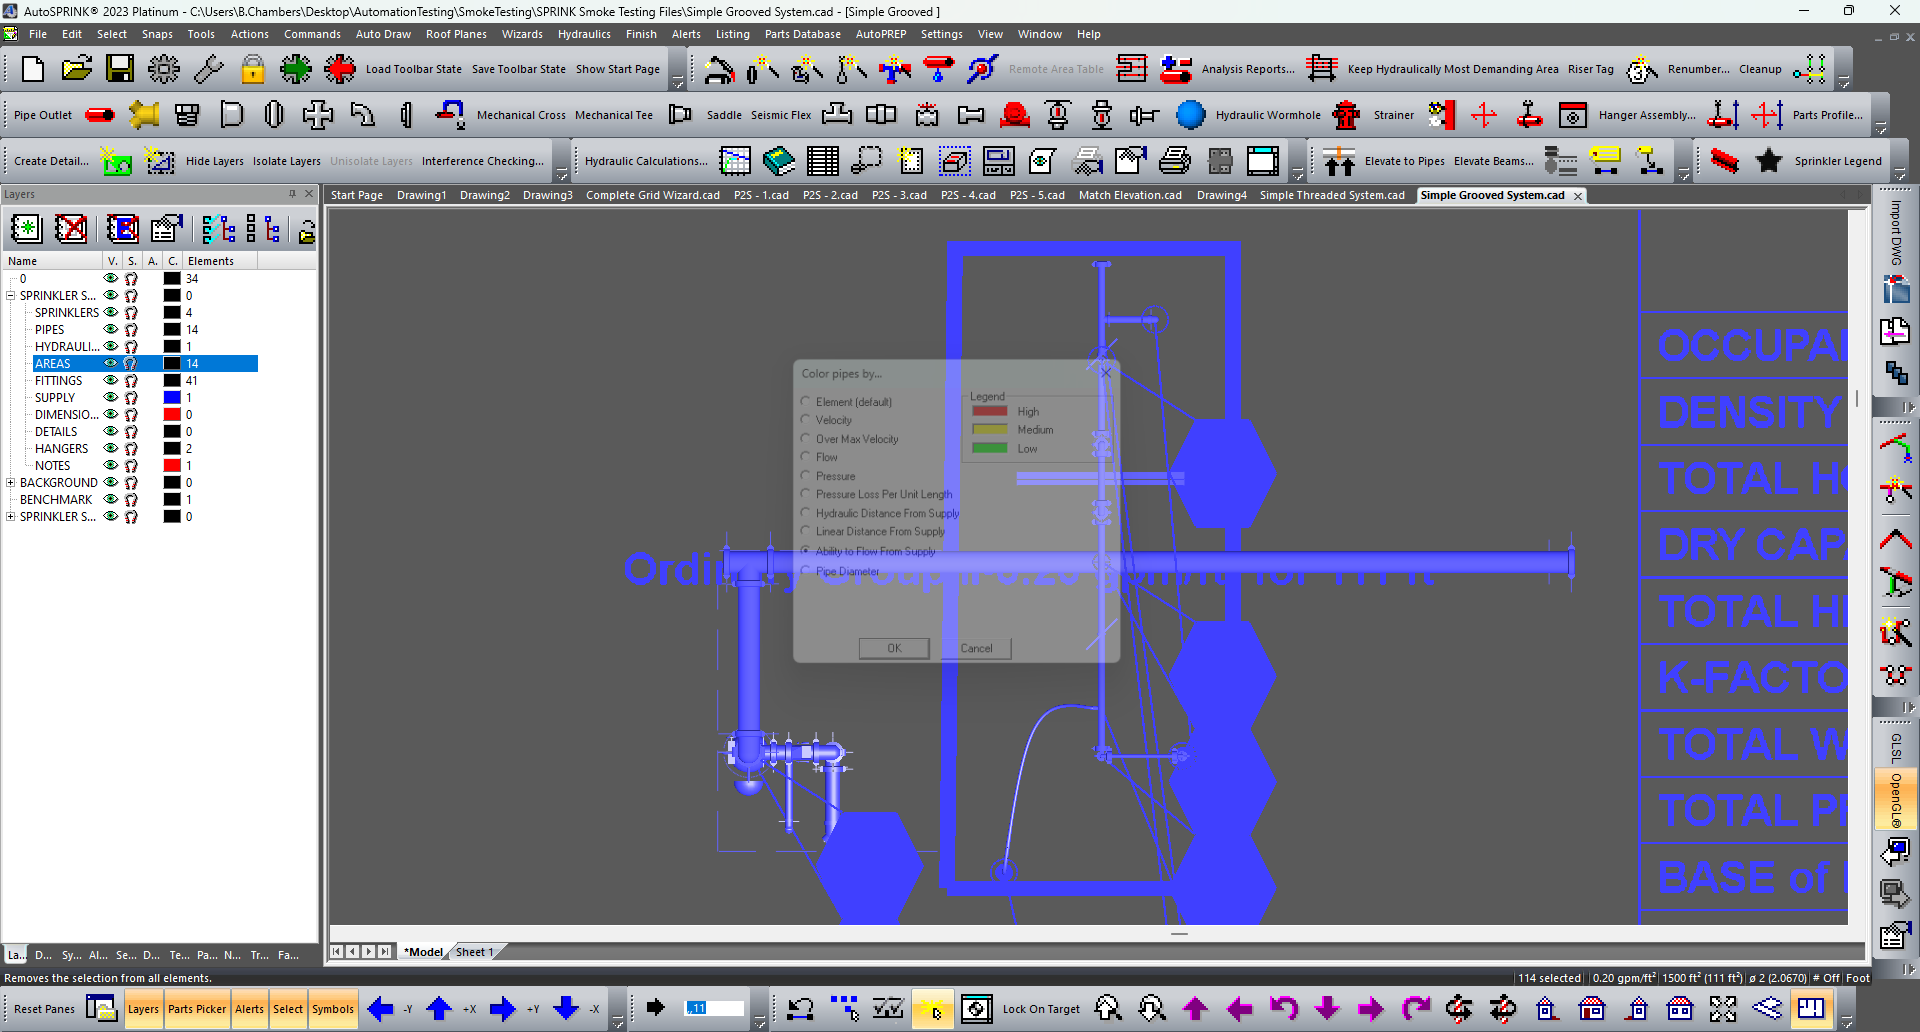 AutoSPRINK® 2023 Platinum - C:\Users\B.Chambers\Desktop\AutomationTesting\SmokeTesting\SPRINK Smoke Testing Files\Simple Grooved System.cad - [Simple Grooved ]
File Edit Select Snaps Tools Actions Commands Auto Draw Roof Planes Wizards Hydraulics Finish Alerts Listing Parts Database AutoPREP Settings View Window Help
Load Toolbar State Save Toolbar State Show Start Page Remote Area Table Analysis Reports... Keep Hydraulically Most Demanding Area Riser Tag Renumber... Cleanup
Pipe Outlet Mechanical Cross Mechanical Tee Saddle Seismic Flex Hydraulic Wormhole Strainer Hanger Assembly... Parts Profile...
Create Detail... Hide Layers Isolate Layers Unisolate Layers Interference Checking... Hydraulic Calculations... Elevate to Pipes Elevate Beams... Sprinkler Legend
Layers
Start Page Drawing1 Drawing2 Drawing3 Complete Grid Wizard.cad P2S - 1.cad P2S - 2.cad P2S - 3.cad P2S - 4.cad P2S - 5.cad Match Elevation.cad Drawing4 Simple Threaded System.cad Simple Grooved System.cad
Name V. S. A. C. Elements
0 34
SPRINKLER S... 0
SPRINKLERS 4
PIPES 14
HYDRAULI... 1
AREAS 14
FITTINGS 41
SUPPLY 1
DIMENSIO... 0
DETAILS 0
HANGERS 2
NOTES 1
BACKGROUND 0
BENCHMARK 1
SPRINKLER S... 0
Color pipes by...
Element (default)
Velocity
Over Max Velocity
Flow
Pressure
Pressure Loss Per Unit Length
Hydraulic Distance From Supply
Linear Distance From Supply
Ability to Flow From Supply
Pipe Diameter
Legend
High
Medium
Low
OK Cancel
OCCUPA
DENSITY
TOTAL H
DRY CAP
TOTAL H
K-FACTO
TOTAL W
TOTAL P
BASE of
Import DWG
GLSL
OpenGL®
*Model Sheet 1
La... D... Sy... Al... Se... D... Te... Pa... N... Tr... Fa...
Removes the selection from all elements.
114 selected 0.20 gpm/ft² 1500 ft² (111 ft²) ø 2 (2.0670) # Off Foot
Reset Panes Layers Parts Picker Alerts Select Symbols -Y +X +Y -X ,,11 Lock On Target